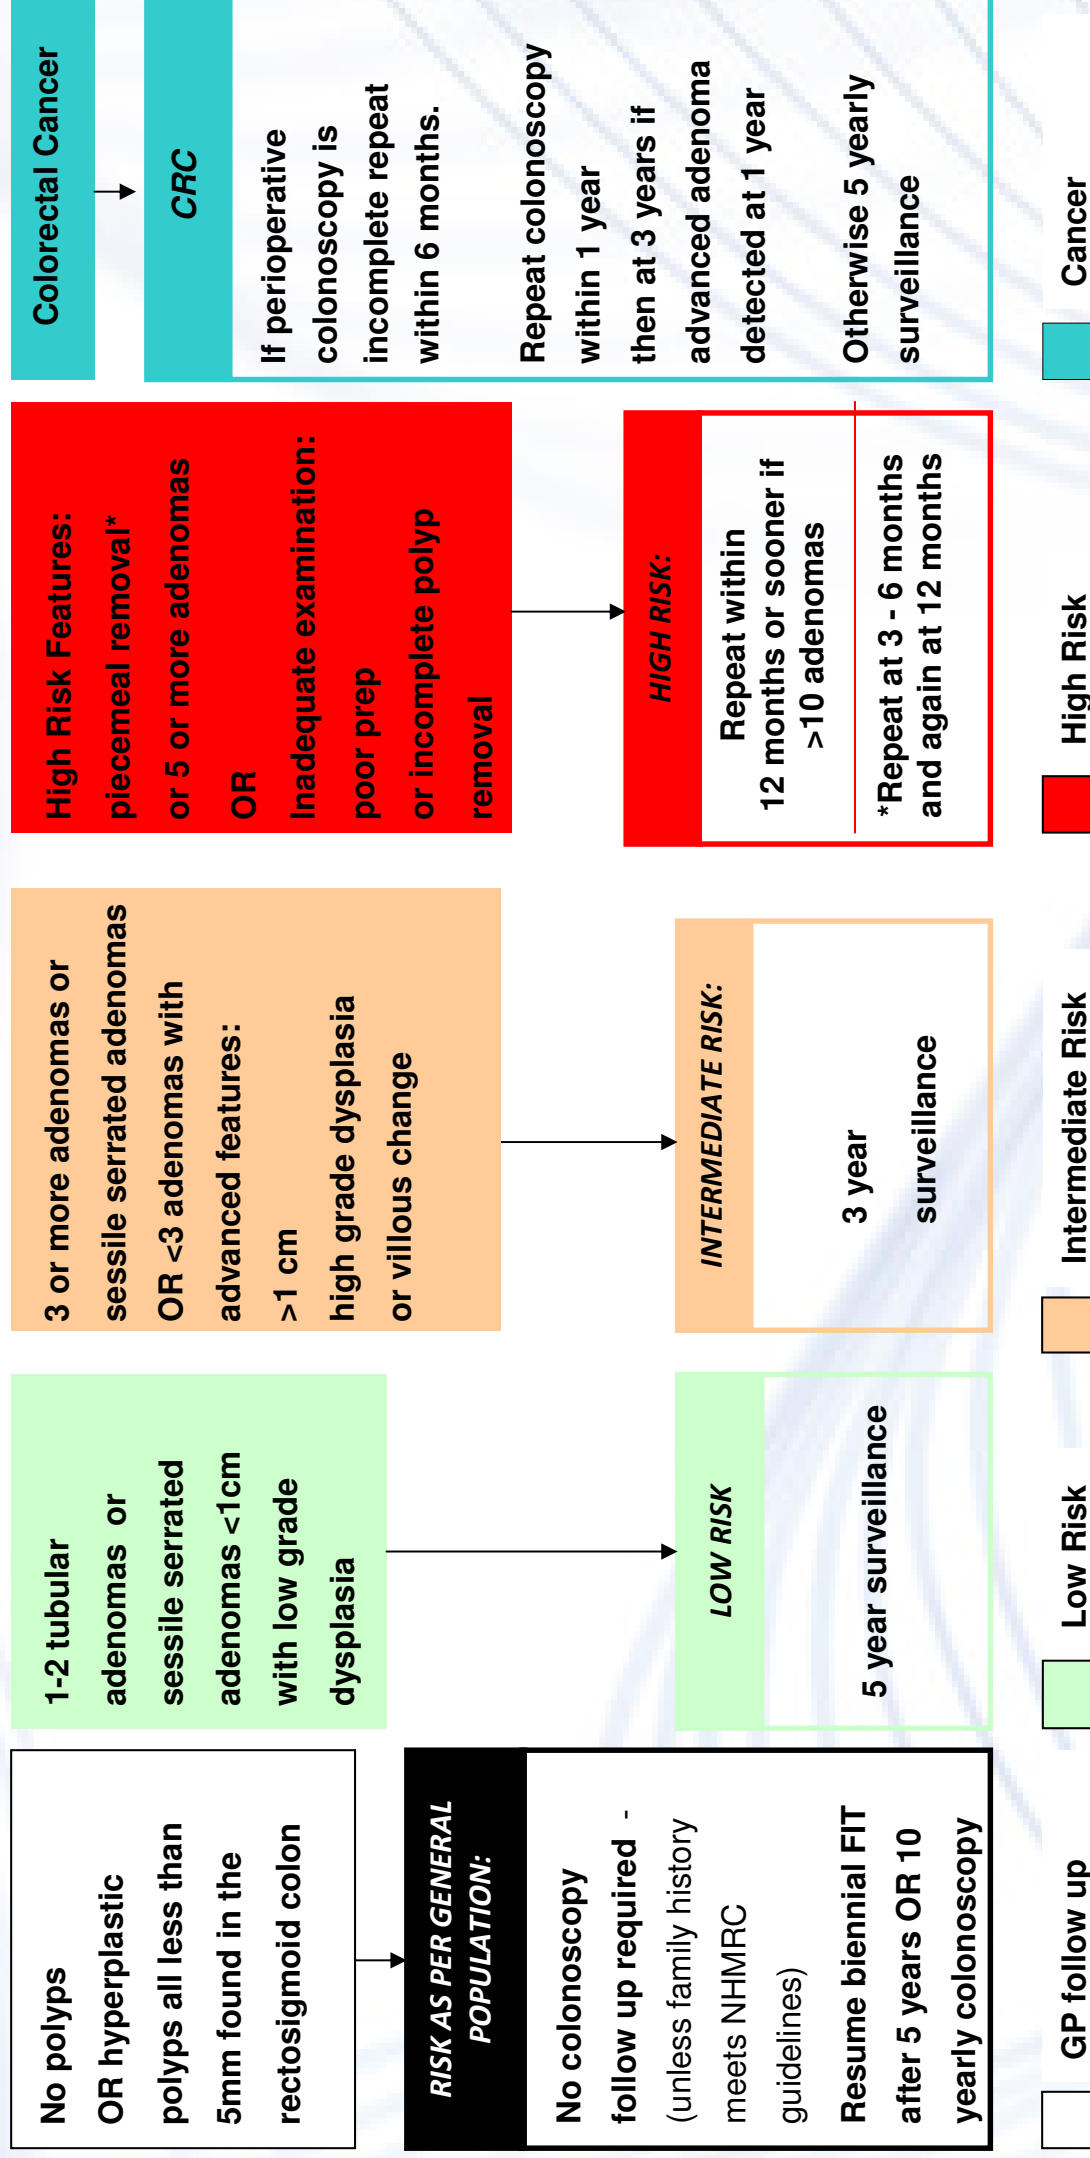 No polyps
OR hyperplastic
polyps all less than
5mm found in the
rectosigmoid colon
RISK AS PER GENERAL
POPULATION:
No colonoscopy
follow up required -
(unless family history
meets NHMRC
guidelines)
Resume biennial FIT
after 5 years OR 10
yearly colonoscopy
1-2 tubular
adenomas or
sessile serrated
adenomas <1cm
with low grade
dysplasia
LOW RISK
5 year surveillance
3 or more adenomas or
sessile serrated adenomas
OR <3 adenomas with
advanced features:
>1 cm
high grade dysplasia
or villous change
INTERMEDIATE RISK:
3 year
surveillance
High Risk Features:
piecemeal removal*
or 5 or more adenomas
OR
Inadequate examination:
poor prep
or incomplete polyp
removal
HIGH RISK:
Repeat within
12 months or sooner if
>10 adenomas
*Repeat at 3 - 6 months
and again at 12 months
Colorectal Cancer
CRC
If perioperative
colonoscopy is
incomplete repeat
within 6 months.
Repeat colonoscopy
within 1 year
then at 3 years if
advanced adenoma
detected at 1 year
Otherwise 5 yearly
surveillance
GP follow up
Low Risk
Intermediate Risk
High Risk
Cancer